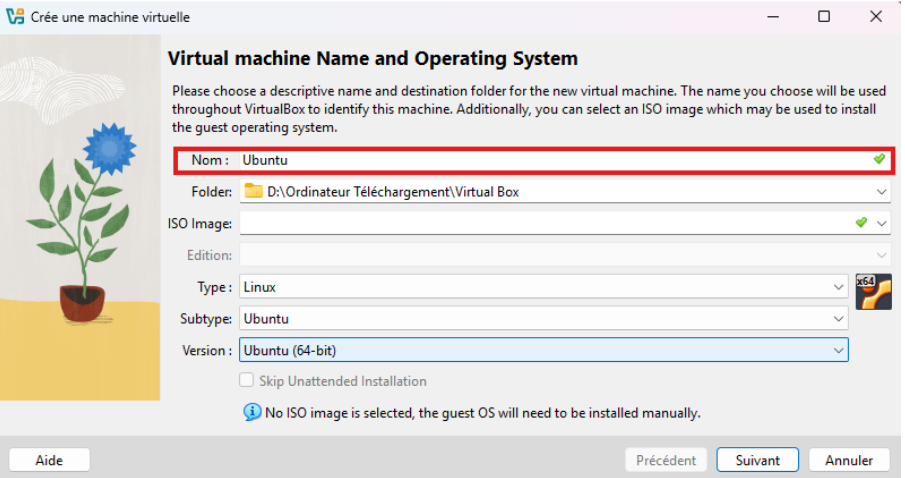 Crée une machine virtuelle
Virtual machine Name and Operating System
Please choose a descriptive name and destination folder for the new virtual machine. The name you choose will be used
throughout VirtualBox to identify this machine. Additionally, you can select an ISO image which may be used to install
the guest operating system.
Nom : Ubuntu
Folder: D:\Ordinateur Téléchargement\Virtual Box
ISO Image:
Edition:
Type : Linux
x64
Subtype: Ubuntu
Version : Ubuntu (64-bit)
Skip Unattended Installation
No ISO image is selected, the guest OS will need to be installed manually.
Aide Précédent Suivant Annuler